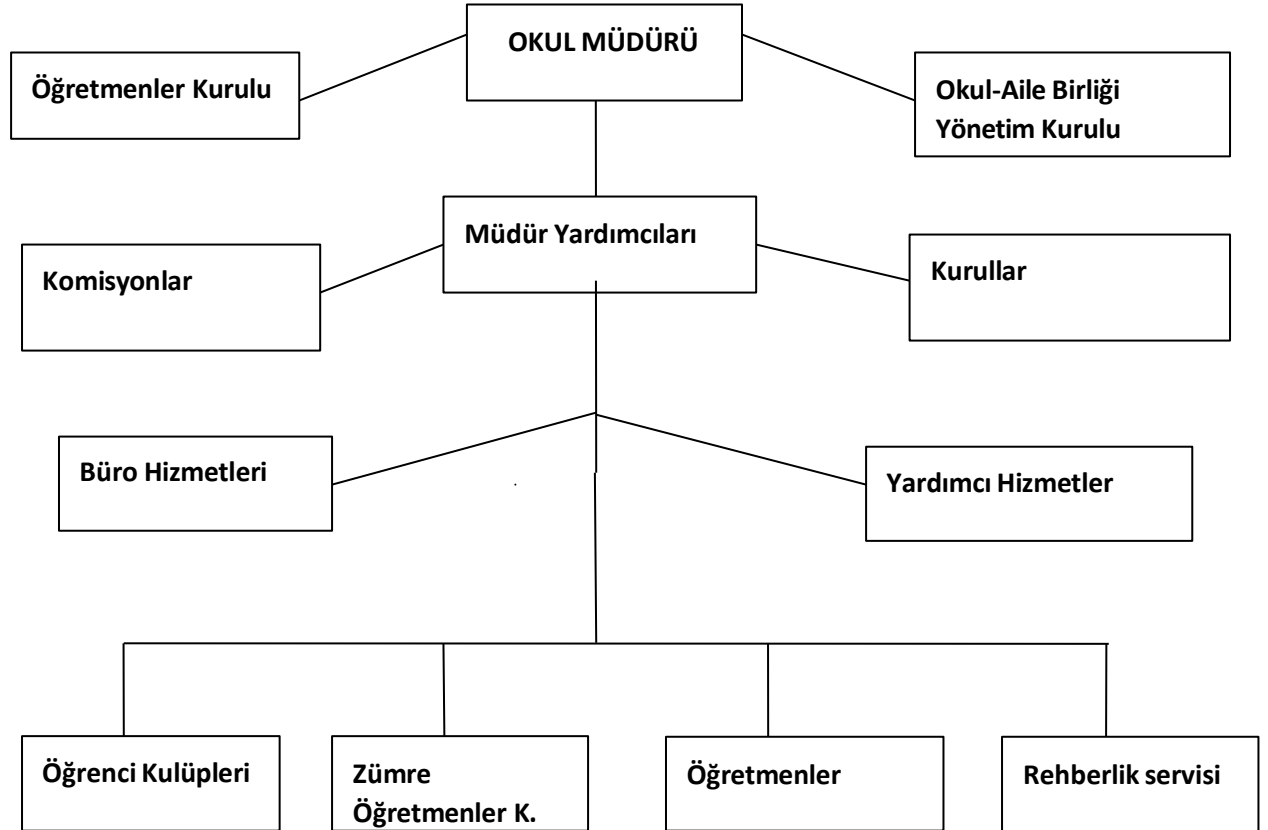 OKUL MÜDÜRÜ
Öğretmenler Kurulu
Okul-Aile Birliği
Yönetim Kurulu
Müdür Yardımcıları
Komisyonlar
Kurullar
Büro Hizmetleri
Yardımcı Hizmetler
Öğrenci Kulüpleri
Zümre
Öğretmenler K.
Öğretmenler
Rehberlik servisi